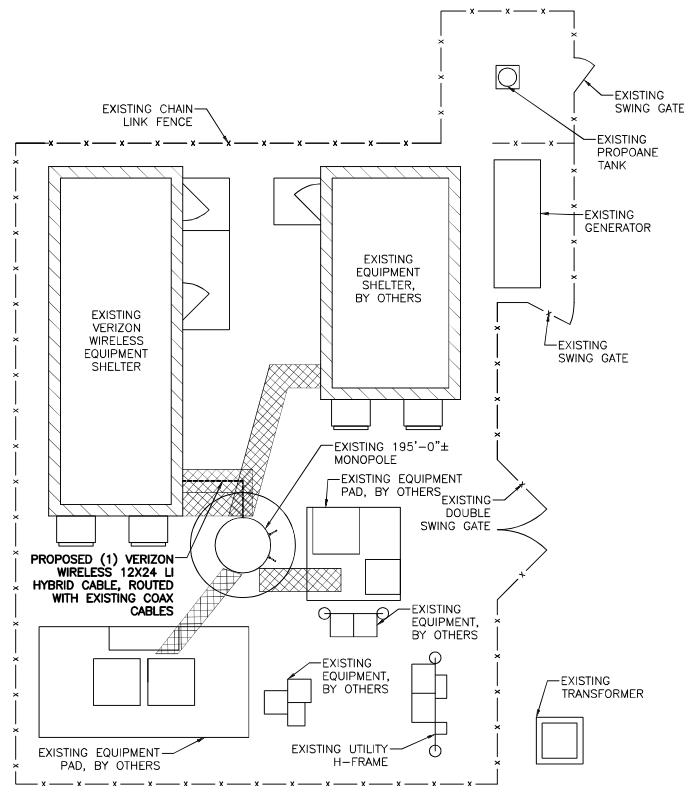 EXISTING
SWING GATE
EXISTING CHAIN
LINK FENCE
EXISTING
PROPOANE
TANK
EXISTING
GENERATOR
EXISTING
EQUIPMENT
SHELTER,
BY OTHERS
EXISTING
VERIZON
WIRELESS
EQUIPMENT
SHELTER
EXISTING
SWING GATE
EXISTING 195'-0"±
MONOPOLE
EXISTING EQUIPMENT
PAD, BY OTHERS
EXISTING
DOUBLE
SWING GATE
PROPOSED (1) VERIZON
WIRELESS 12X24 LI
HYBRID CABLE, ROUTED
WITH EXISTING COAX
CABLES
EXISTING
EQUIPMENT,
BY OTHERS
EXISTING
EQUIPMENT,
BY OTHERS
EXISTING
TRANSFORMER
EXISTING EQUIPMENT
PAD, BY OTHERS
EXISTING UTILITY
H-FRAME